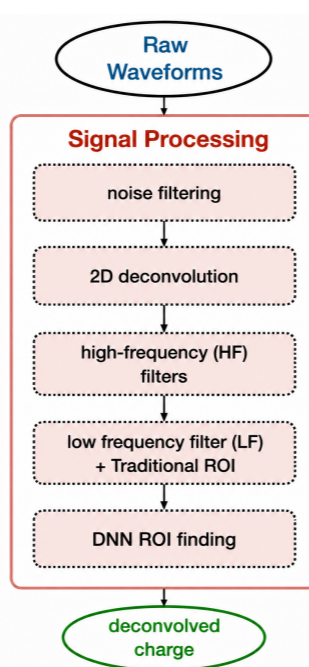 Raw
Waveforms
Signal Processing
noise filtering
2D deconvolution
high-frequency (HF)
filters
low frequency filter (LF)
+ Traditional ROI
DNN ROI finding
deconvolved
charge